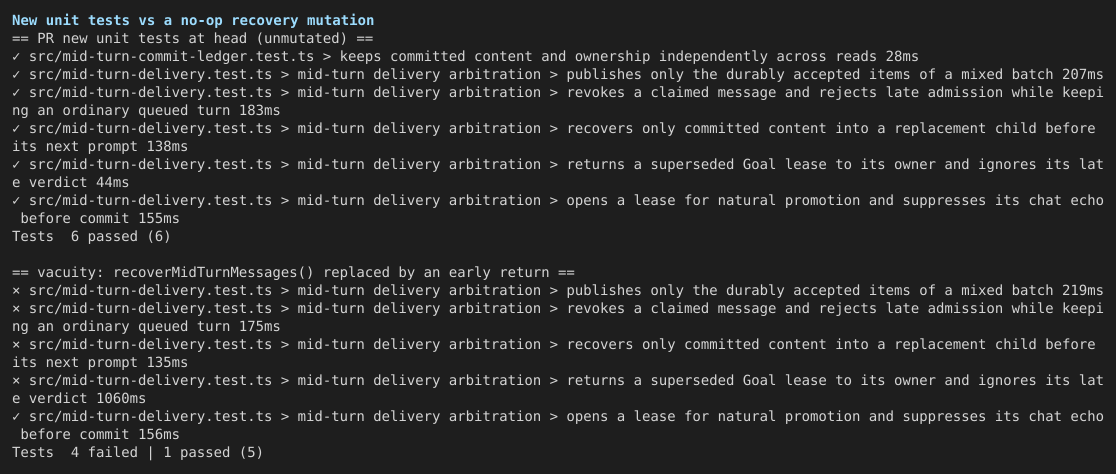 New unit tests vs a no-op recovery mutation
== PR new unit tests at head (unmutated) ==
✓ src/mid-turn-commit-ledger.test.ts > keeps committed content and ownership independently across reads 28ms
✓ src/mid-turn-delivery.test.ts > mid-turn delivery arbitration > publishes only the durably accepted items of a mixed batch 207ms
✓ src/mid-turn-delivery.test.ts > mid-turn delivery arbitration > revokes a claimed message and rejects late admission while keepi
ng an ordinary queued turn 183ms
✓ src/mid-turn-delivery.test.ts > mid-turn delivery arbitration > recovers only committed content into a replacement child before
its next prompt 138ms
✓ src/mid-turn-delivery.test.ts > mid-turn delivery arbitration > returns a superseded Goal lease to its owner and ignores its lat
e verdict 44ms
✓ src/mid-turn-delivery.test.ts > mid-turn delivery arbitration > opens a lease for natural promotion and suppresses its chat echo
 before commit 155ms
Tests  6 passed (6)

== vacuity: recoverMidTurnMessages() replaced by an early return ==
× src/mid-turn-delivery.test.ts > mid-turn delivery arbitration > publishes only the durably accepted items of a mixed batch 219ms
× src/mid-turn-delivery.test.ts > mid-turn delivery arbitration > revokes a claimed message and rejects late admission while keepi
ng an ordinary queued turn 175ms
× src/mid-turn-delivery.test.ts > mid-turn delivery arbitration > recovers only committed content into a replacement child before
its next prompt 135ms
× src/mid-turn-delivery.test.ts > mid-turn delivery arbitration > returns a superseded Goal lease to its owner and ignores its lat
e verdict 1060ms
✓ src/mid-turn-delivery.test.ts > mid-turn delivery arbitration > opens a lease for natural promotion and suppresses its chat echo
 before commit 156ms
Tests  4 failed | 1 passed (5)